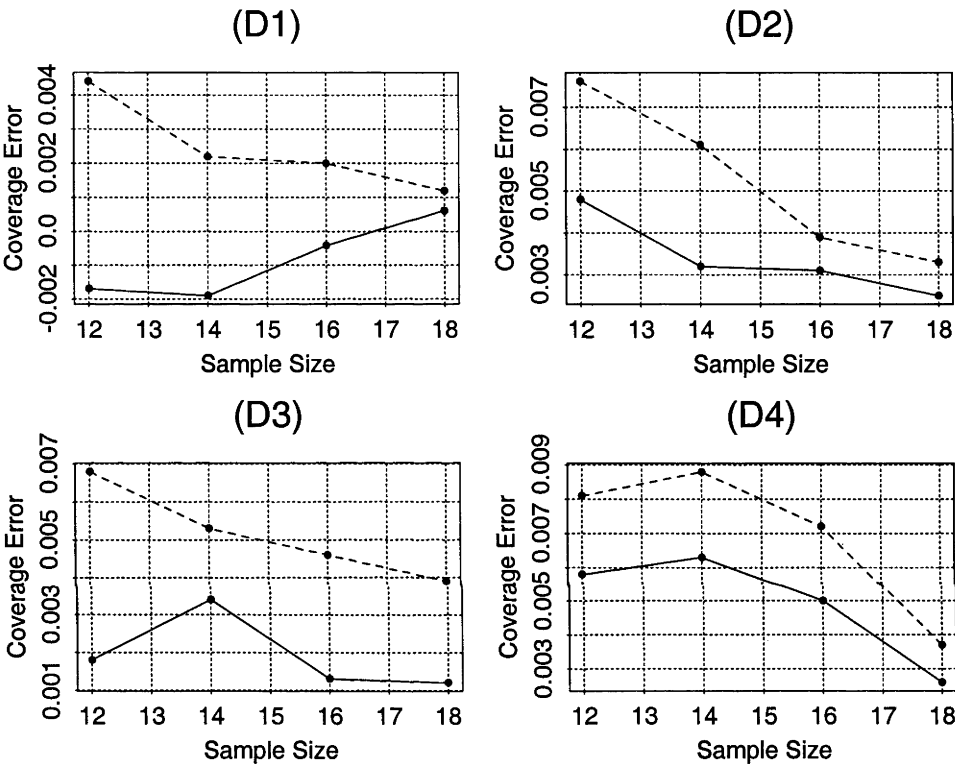 (D1)
Coverage Error
0.004
0.002
0.0
-0.002
12 13 14 15 16 17 18
Sample Size
(D2)
Coverage Error
0.007
0.005
0.003
12 13 14 15 16 17 18
Sample Size
(D3)
Coverage Error
0.007
0.005
0.003
0.001
12 13 14 15 16 17 18
Sample Size
(D4)
Coverage Error
0.009
0.007
0.005
0.003
12 13 14 15 16 17 18
Sample Size